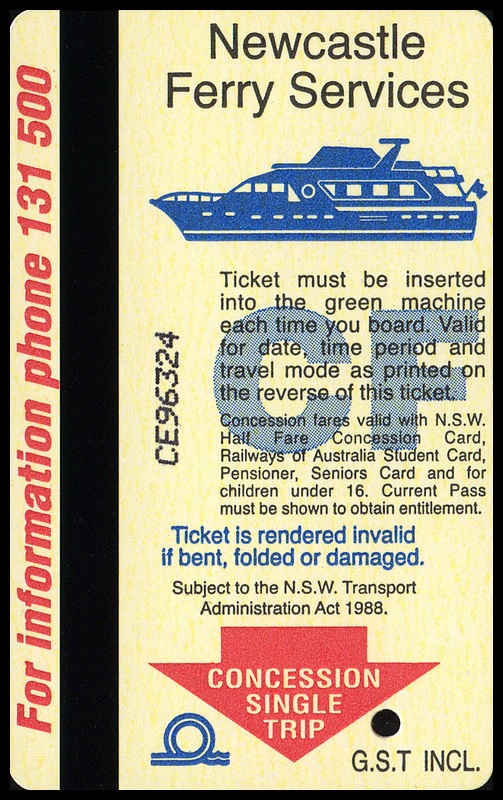 Newcastle
Ferry Services
For information phone 131 500
CF
Ticket must be inserted
into the green machine
each time you board. Valid
for date, time period and
travel mode as printed on
the reverse of this ticket.
CE96324
Concession fares valid with N.S.W.
Half Fare Concession Card,
Railways of Australia Student Card,
Pensioner, Seniors Card and for
children under 16. Current Pass
must be shown to obtain entitlement.
Ticket is rendered invalid
if bent, folded or damaged.
Subject to the N.S.W. Transport
Administration Act 1988.
CONCESSION
SINGLE
TRIP
G.S.T INCL.